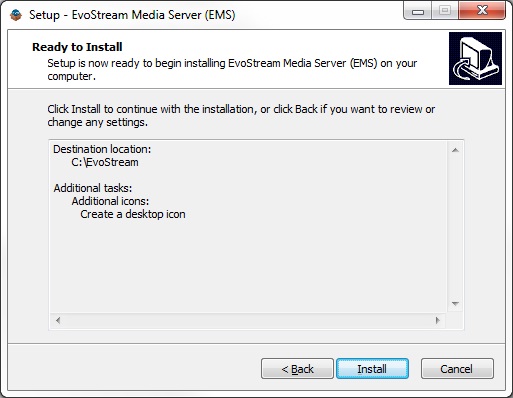 Setup - EvoStream Media Server (EMS)
Ready to Install
Setup is now ready to begin installing EvoStream Media Server (EMS) on your
computer.
Click Install to continue with the installation, or click Back if you want to review or
change any settings.
Destination location:
C:\EvoStream
Additional tasks:
Additional icons:
Create a desktop icon
< Back
Install
Cancel